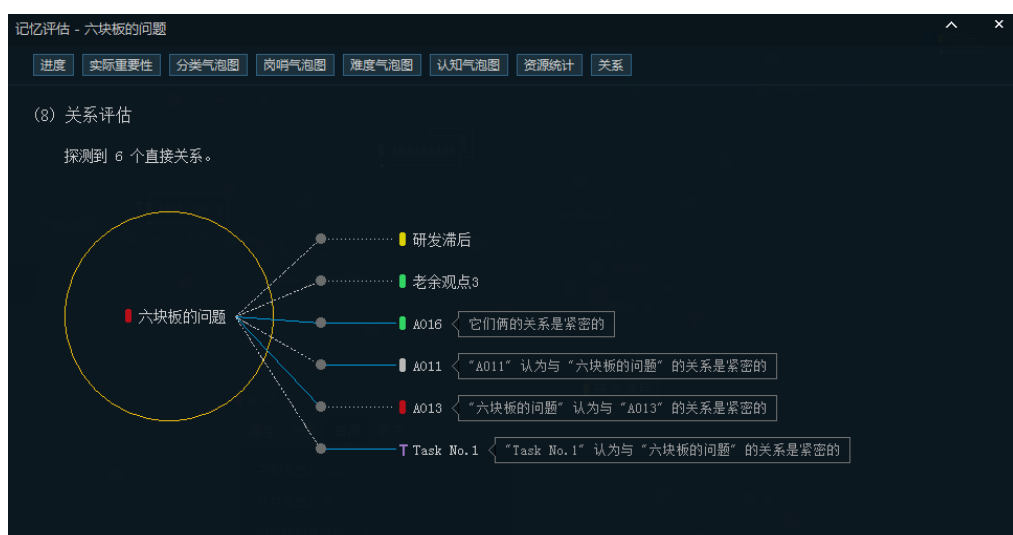 记忆评估 - 六块板的问题
进度 实际重要性 分类气泡图 岗哨气泡图 难度气泡图 认知气泡图 资源统计 关系
(8) 关系评估
探测到 6 个直接关系。
研发滞后
老余观点3
六块板的问题
A016 它们俩的关系是紧密的
A011 “A011” 认为与 “六块板的问题” 的关系是紧密的
A013 “六块板的问题” 认为与 “A013” 的关系是紧密的
T Task No.1 “Task No.1” 认为与 “六块板的问题” 的关系是紧密的